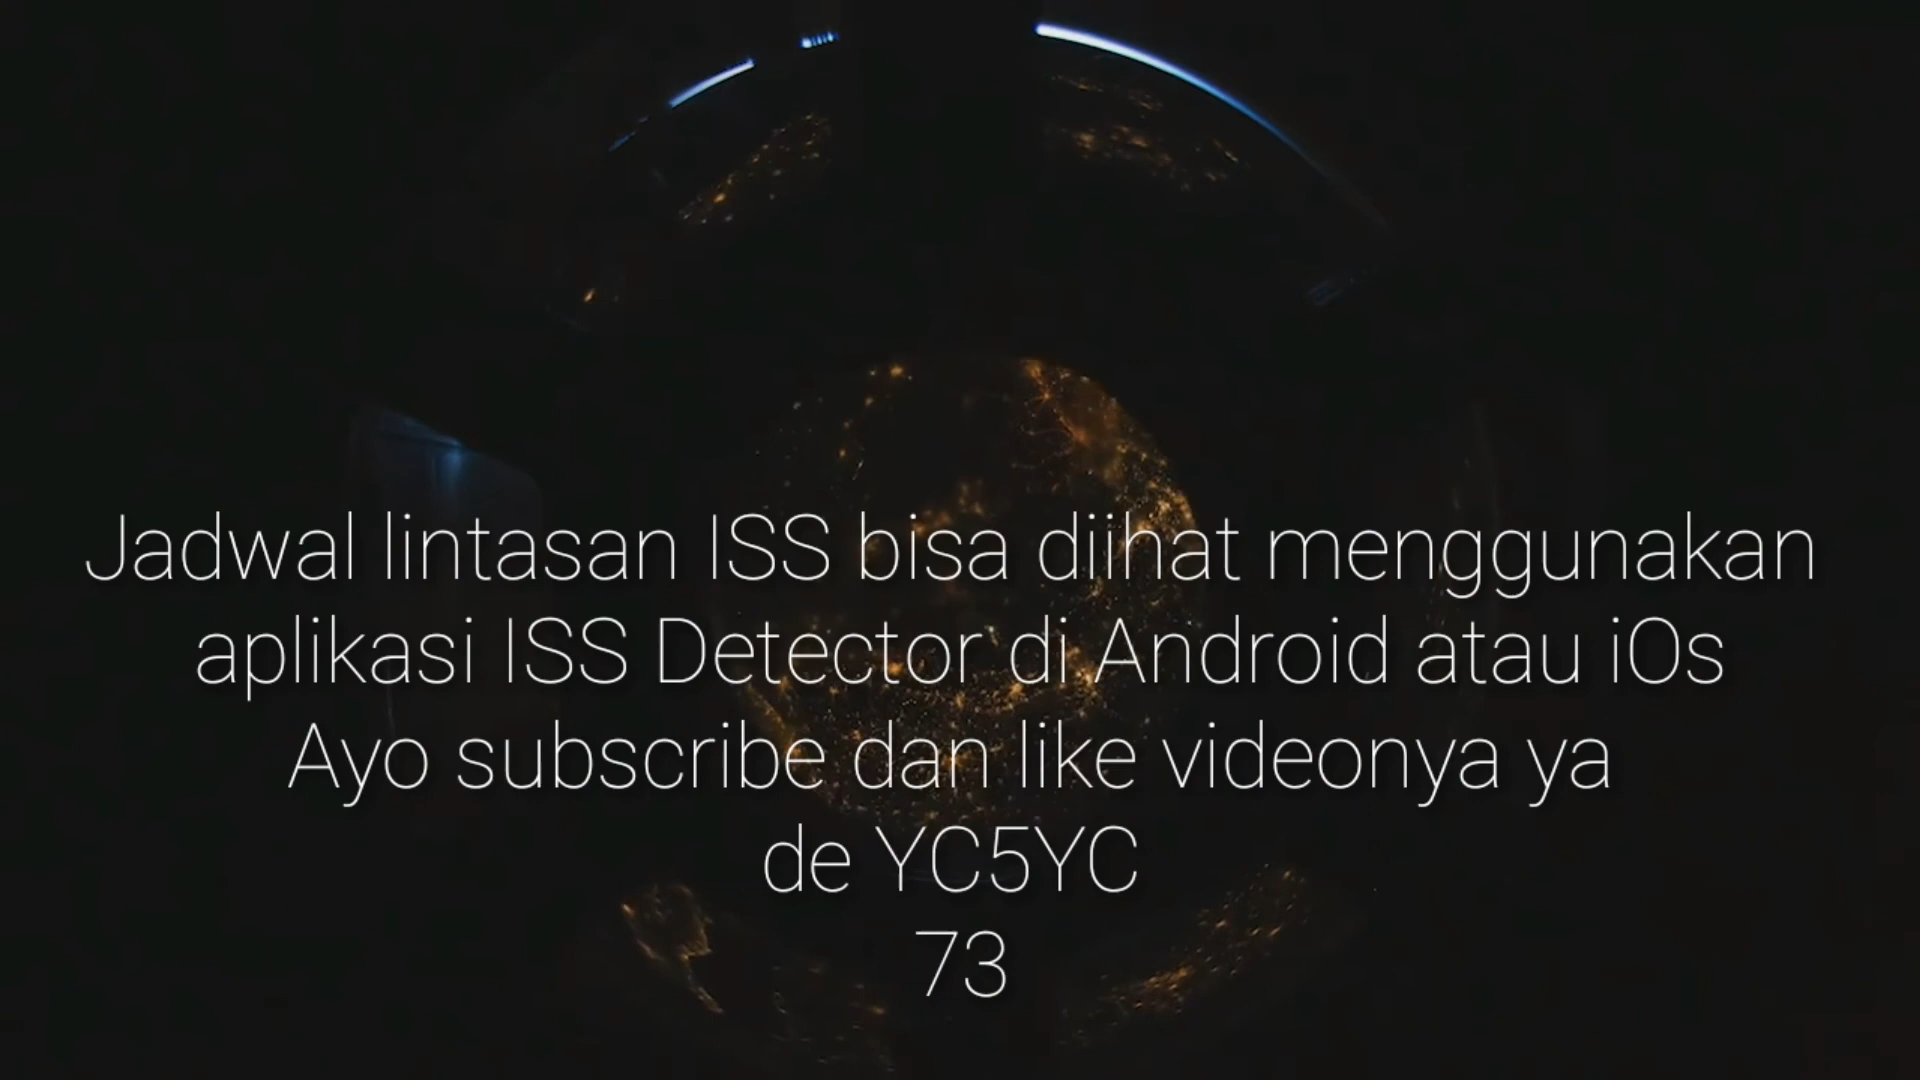 Jadwal lintasan ISS bisa diihat menggunakan
aplikasi ISS Detector di Android atau iOs
Ayo subscribe dan like videonya ya
de YC5YC
73